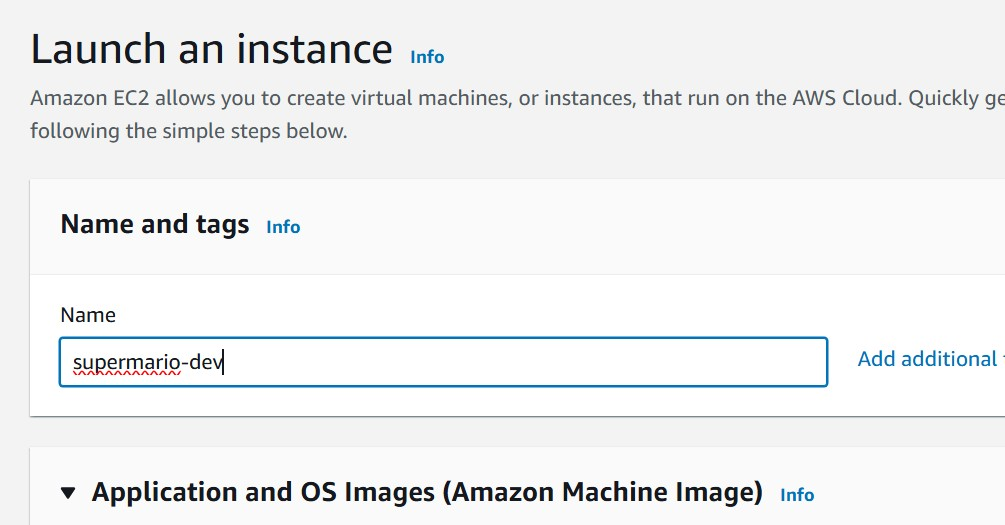 Launch an instance Info
Amazon EC2 allows you to create virtual machines, or instances, that run on the AWS Cloud. Quickly
following the simple steps below.
Name and tags Info
Name
supermario-dev
Add additional
Application and OS Images (Amazon Machine Image) Info